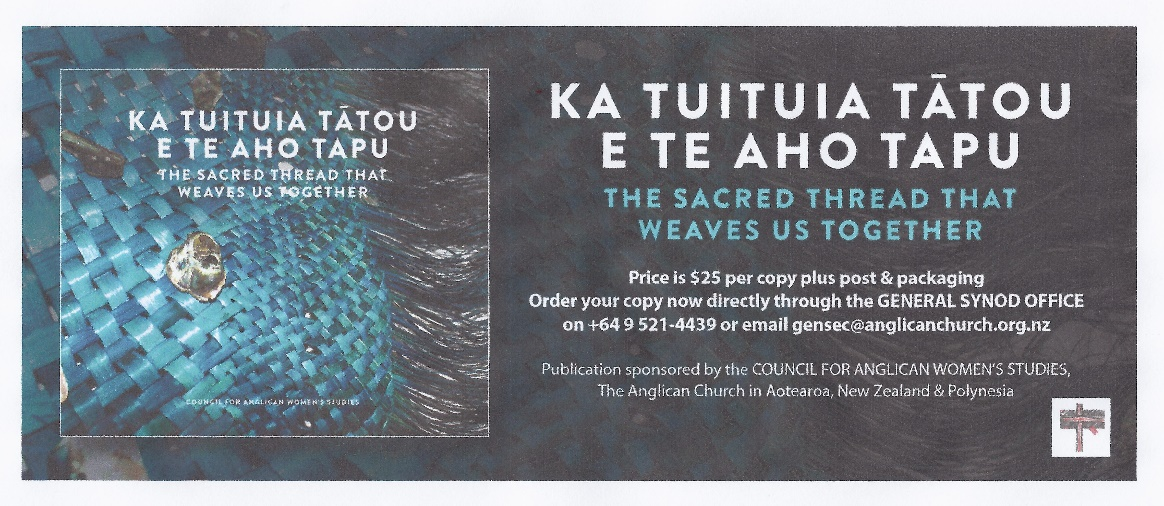 KA TUITUIA TĀTOU
E TE AHO TAPU
THE SACRED THREAD THAT
WEAVES US TOGETHER
COUNCIL FOR ANGLICAN WOMEN'S STUDIES
KA TUITUIA TĀTOU
E TE AHO TAPU
THE SACRED THREAD THAT
WEAVES US TOGETHER
Price is $25 per copy plus post & packaging
Order your copy now directly through the GENERAL SYNOD OFFICE
on +64 9 521-4439 or email gensec@anglicanchurch.org.nz
Publication sponsored by the COUNCIL FOR ANGLICAN WOMEN'S STUDIES,
The Anglican Church in Aotearoa, New Zealand & Polynesia